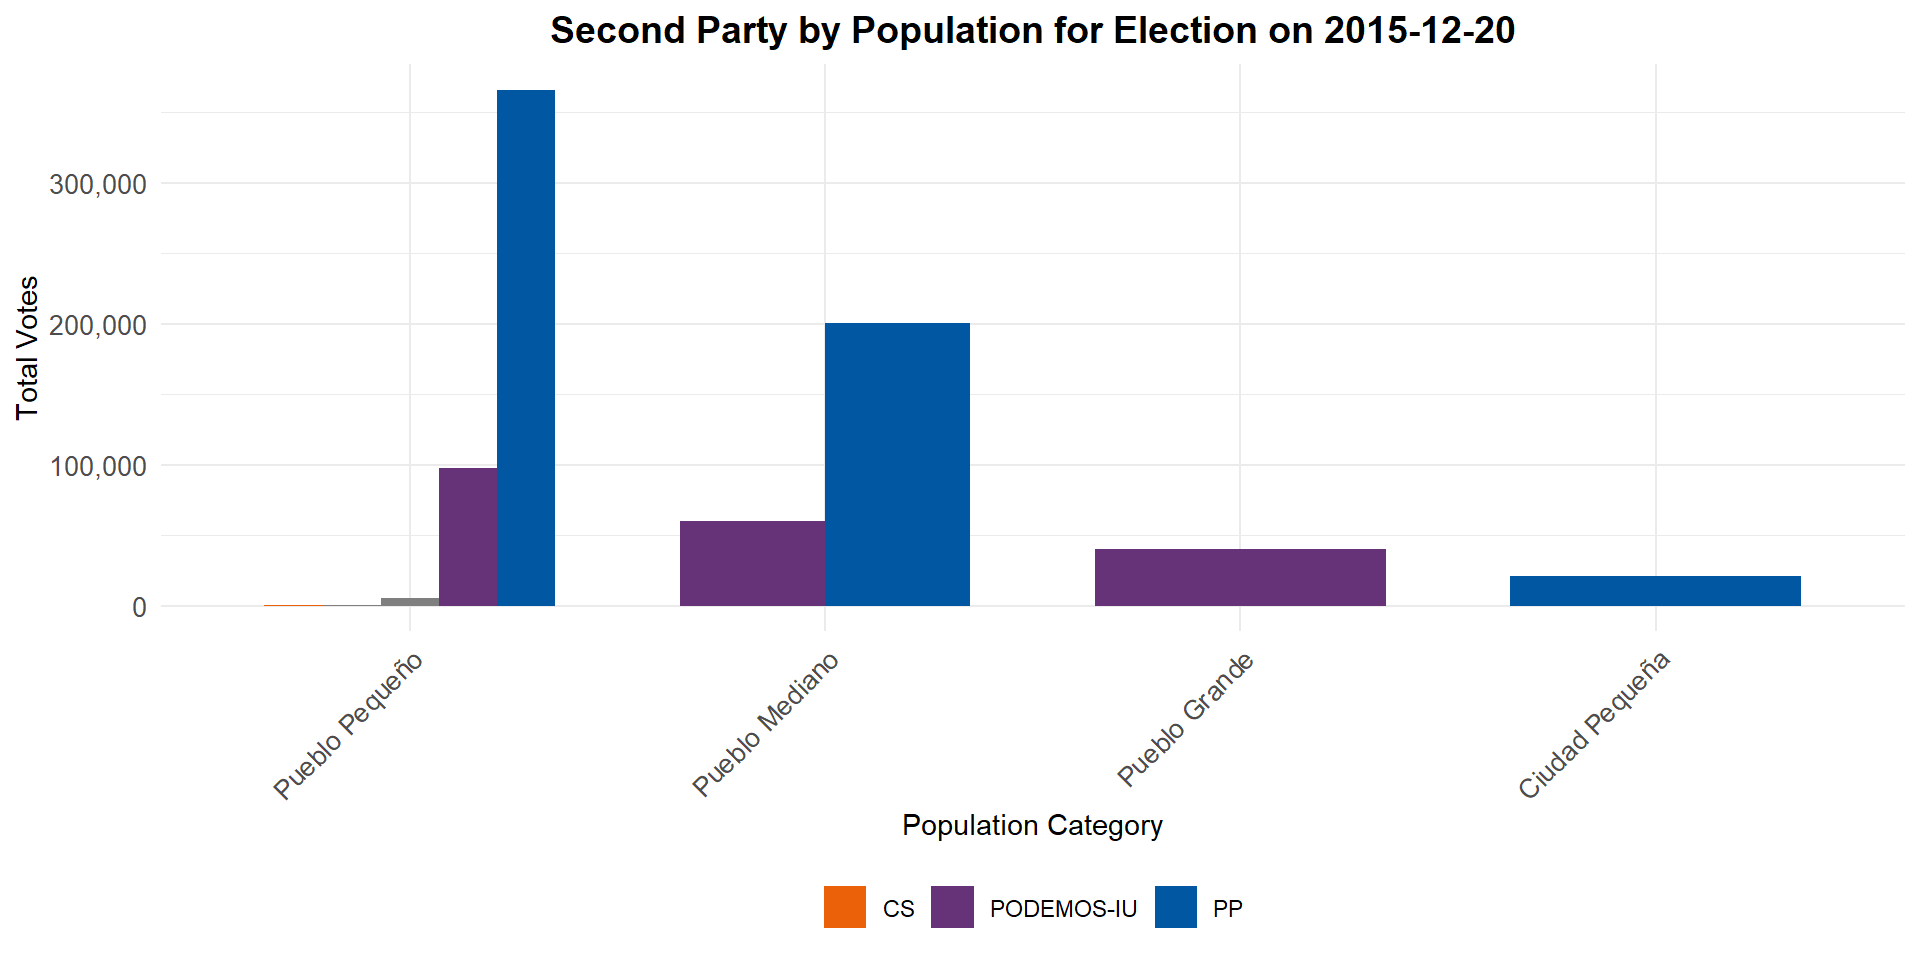 Second Party by Population for Election on 2015-12-20
Total Votes
300,000
200,000
100,000
0
Pueblo Pequeño
Pueblo Mediano
Pueblo Grande
Ciudad Pequeña
Population Category
CS PODEMOS-IU PP